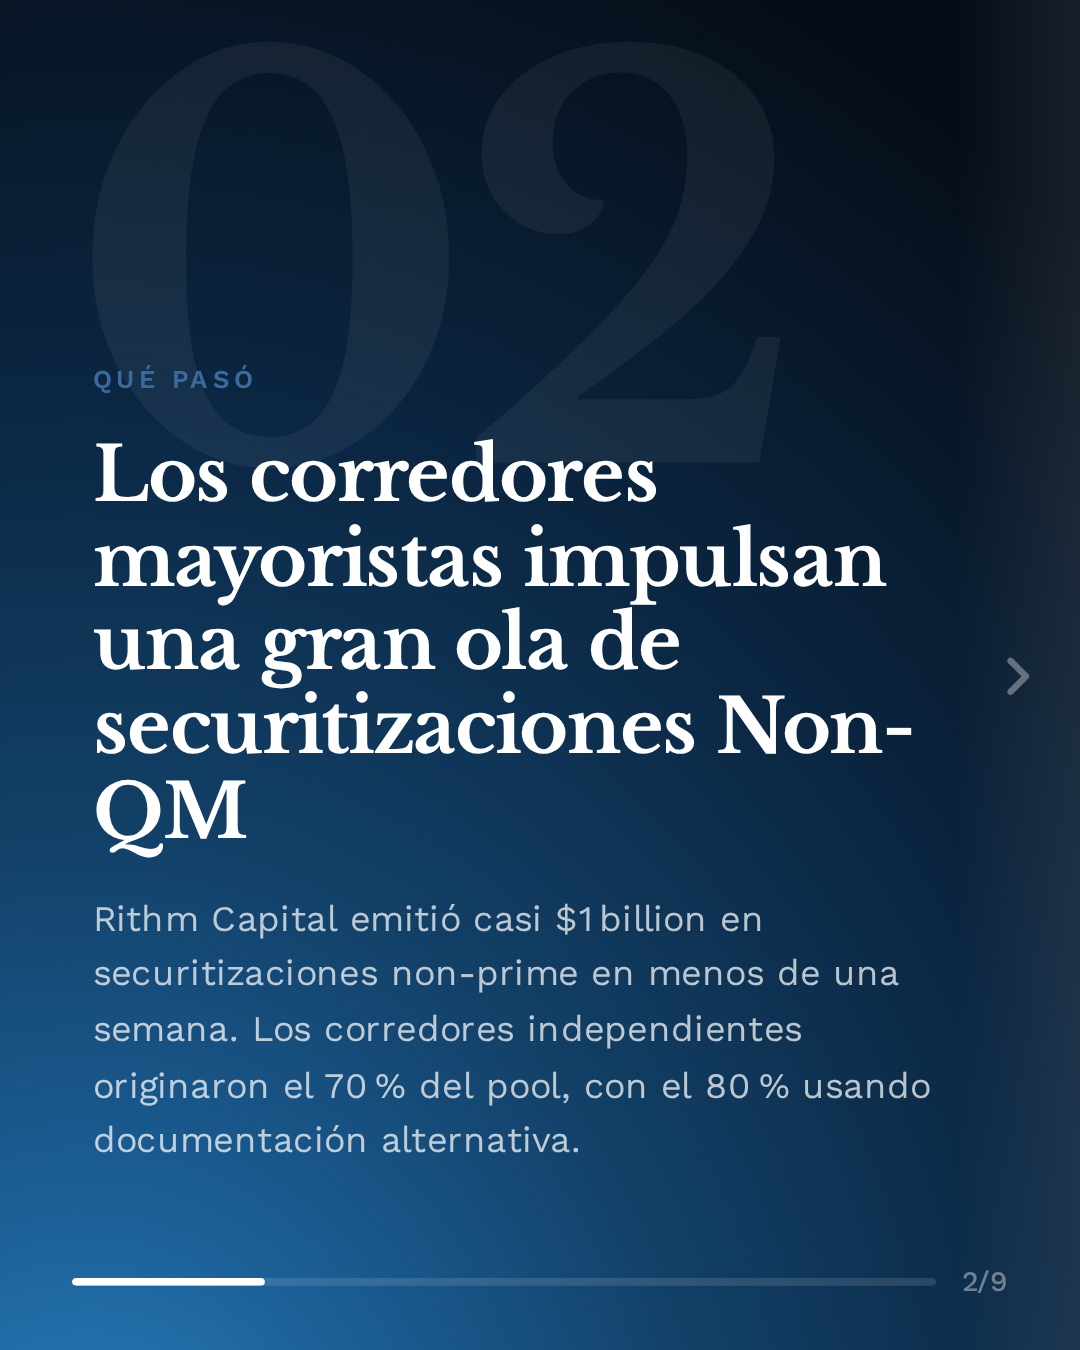 02
QUÉ PASÓ
Los corredores
mayoristas impulsan
una gran ola de
securitizaciones Non-
QM
Rithm Capital emitió casi $1 billion en
securitizaciones non-prime en menos de una
semana. Los corredores independientes
originaron el 70 % del pool, con el 80 % usando
documentación alternativa.
2/9